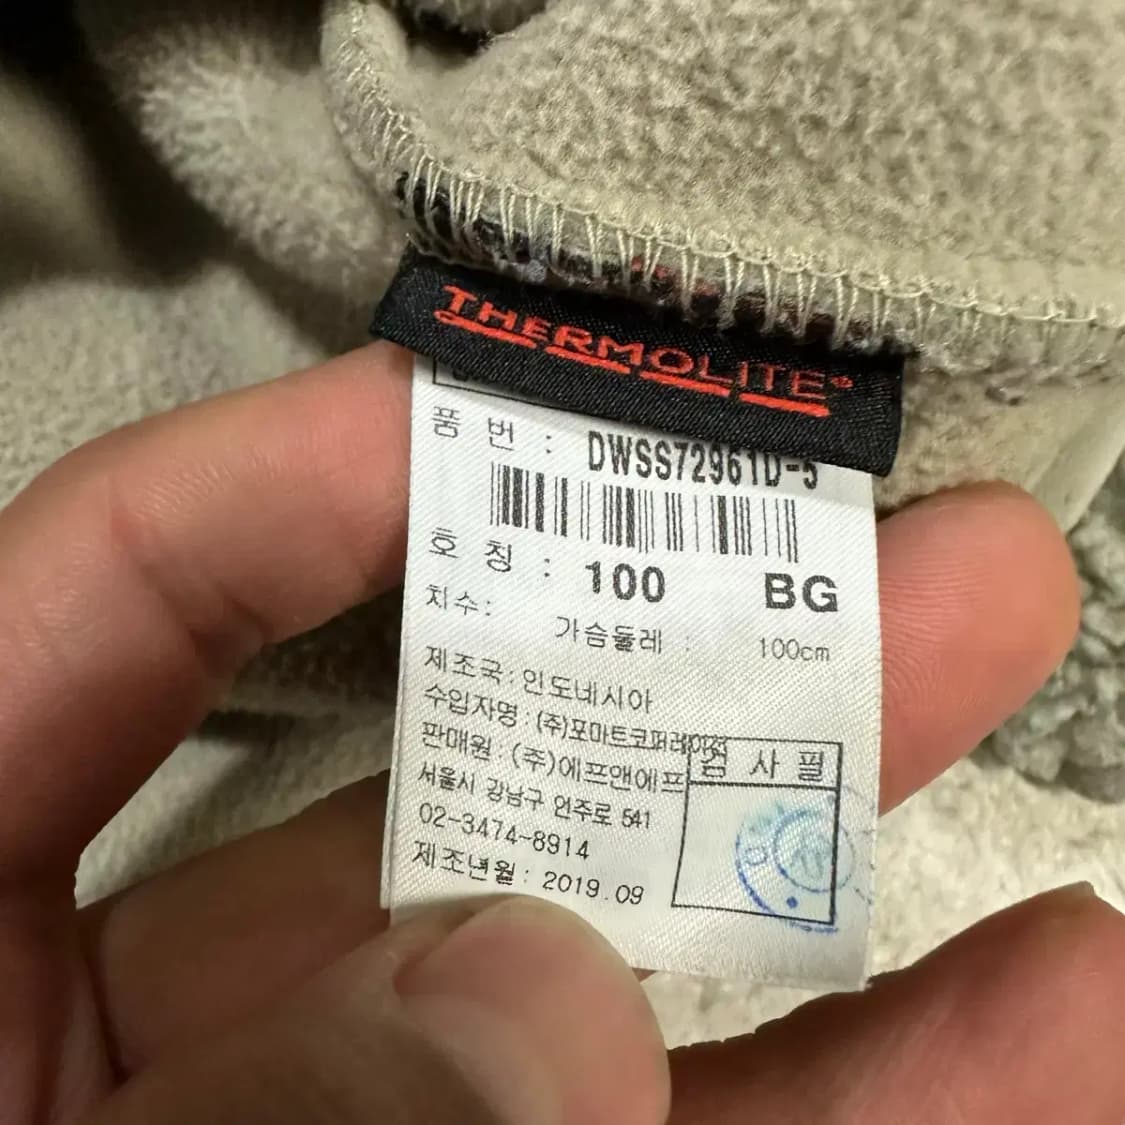 THERMOLITE®
품 번 : DWSS72961D-5
호 칭 : 100 BG
치수: 가슴둘레 : 100cm
제조국: 인도네시아
수입자명 : (주)포마트코퍼레이션
판매원 : (주)에프앤에프
검 사 필
서울시 강남구 언주로 541
02-3474-8914
제조년월 : 2019.09